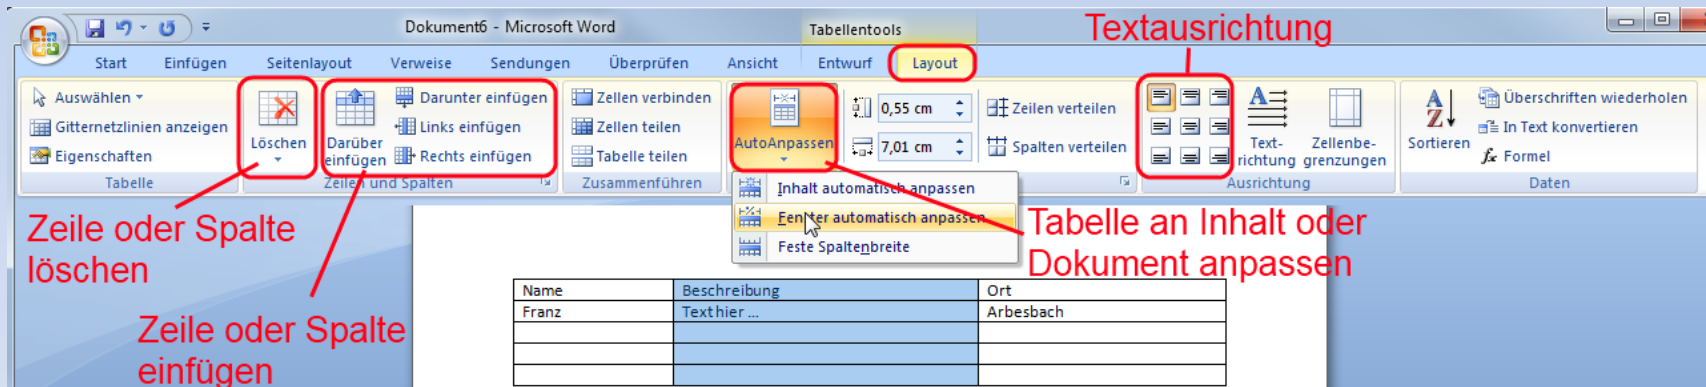 Dokument6 - Microsoft Word
Tabellentools
Textausrichtung
Start Einfügen Seitenlayout Verweise Sendungen Überprüfen Ansicht Entwurf Layout
Auswählen
Gitternetzlinien anzeigen
Eigenschaften
Tabelle
Löschen
Darüber
einfügen
Darunter einfügen
Links einfügen
Rechts einfügen
Zeilen und Spalten
Zellen verbinden
Zellen teilen
Tabelle teilen
Zusammenführen
AutoAnpassen
0,55 cm
7,01 cm
Zeilen verteilen
Spalten verteilen
Text-
richtung
Zellenbe-
grenzungen
Ausrichtung
Sortieren
Überschriften wiederholen
In Text konvertieren
Formel
Daten
Inhalt automatisch anpassen
Fenster automatisch anpassen
Feste Spaltenbreite
Zeile oder Spalte
löschen
Zeile oder Spalte
einfügen
Tabelle an Inhalt oder
Dokument anpassen
Name Beschreibung Ort
Franz Text hier ... Arbesbach